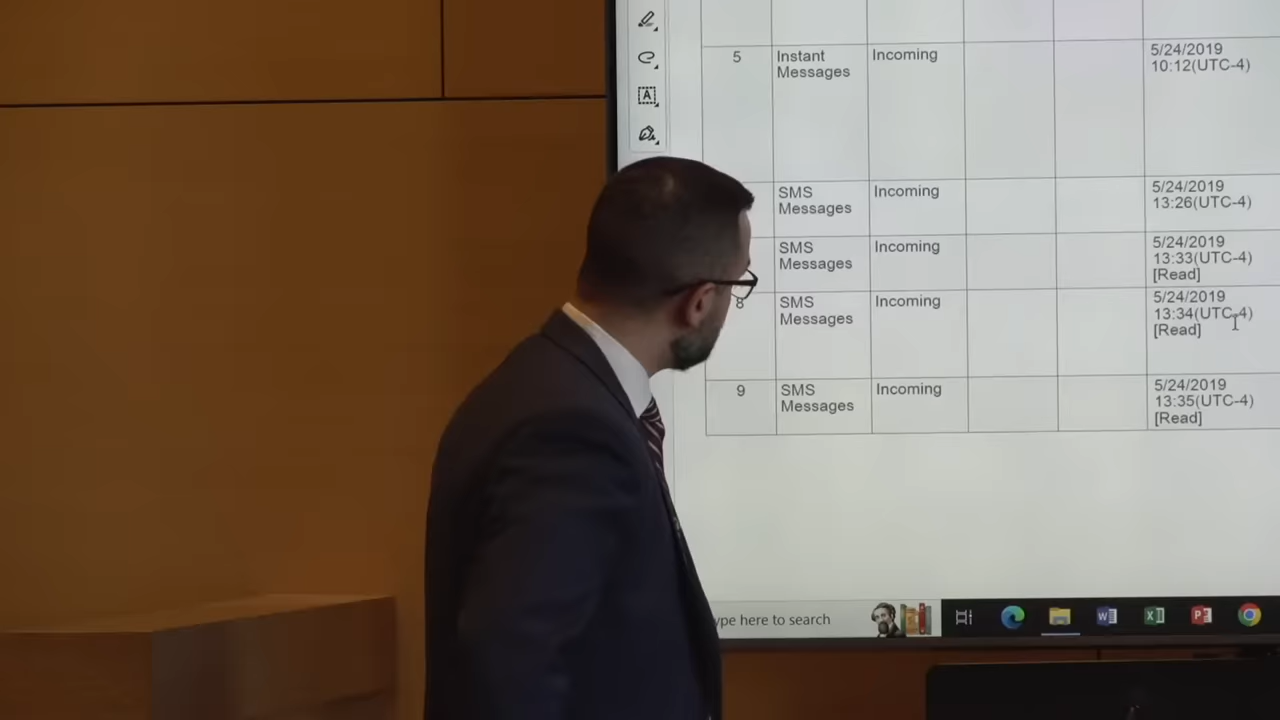 5 Instant Messages Incoming 5/24/2019 10:12(UTC-4)
SMS Messages Incoming 5/24/2019 13:26(UTC-4)
SMS Messages Incoming 5/24/2019 13:33(UTC-4) [Read]
8 SMS Messages Incoming 5/24/2019 13:34(UTC-4) [Read]
9 SMS Messages Incoming 5/24/2019 13:35(UTC-4) [Read]
ype here to search